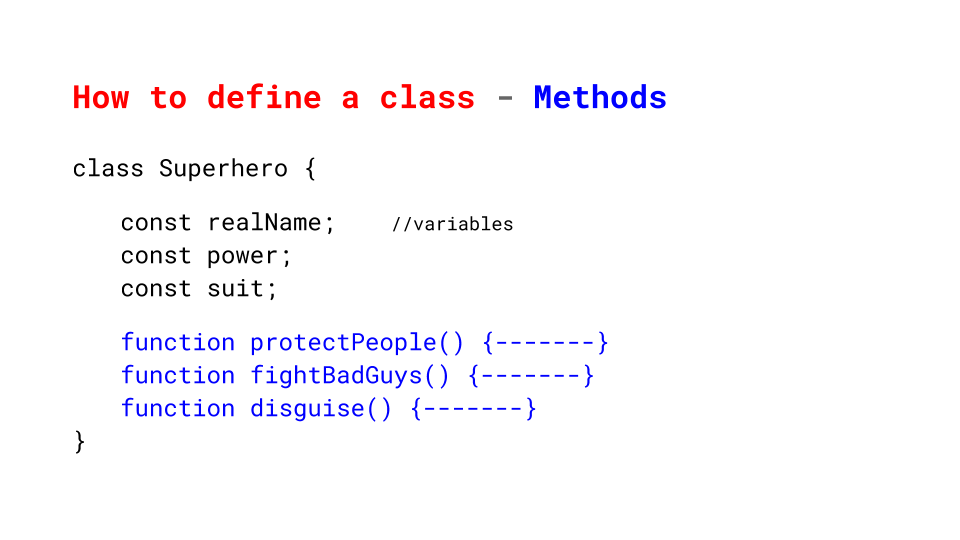 How to define a class - Methods
class Superhero {
const realName; //variables
const power;
const suit;
function protectPeople() {-------}
function fightBadGuys() {-------}
function disguise() {-------}
}